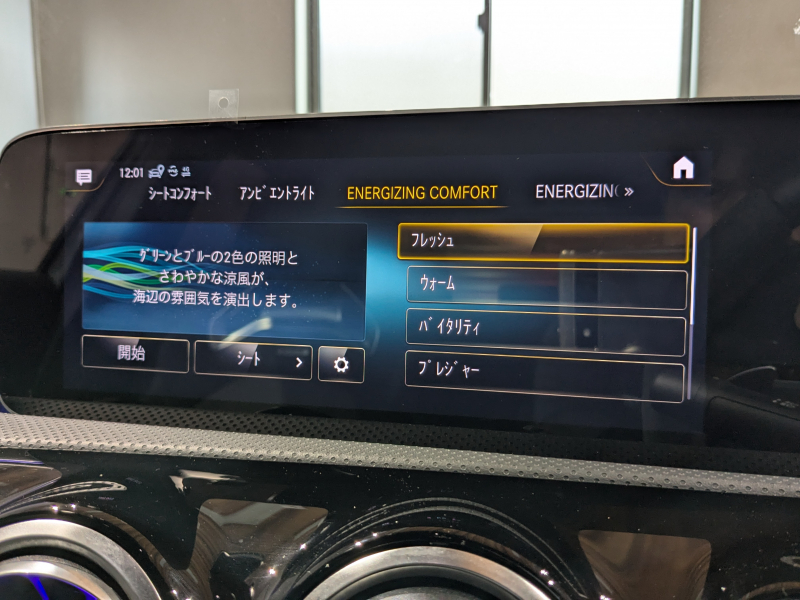 12:01
シートコンフォート アンビエントライト ENERGIZING COMFORT ENERGIZIN »
グリーンとブルーの2色の照明と
さわやかな涼風が、
海辺の雰囲気を演出します。
開始 シート >
フレッシュ
ウォーム
バイタリティ
プレジャー